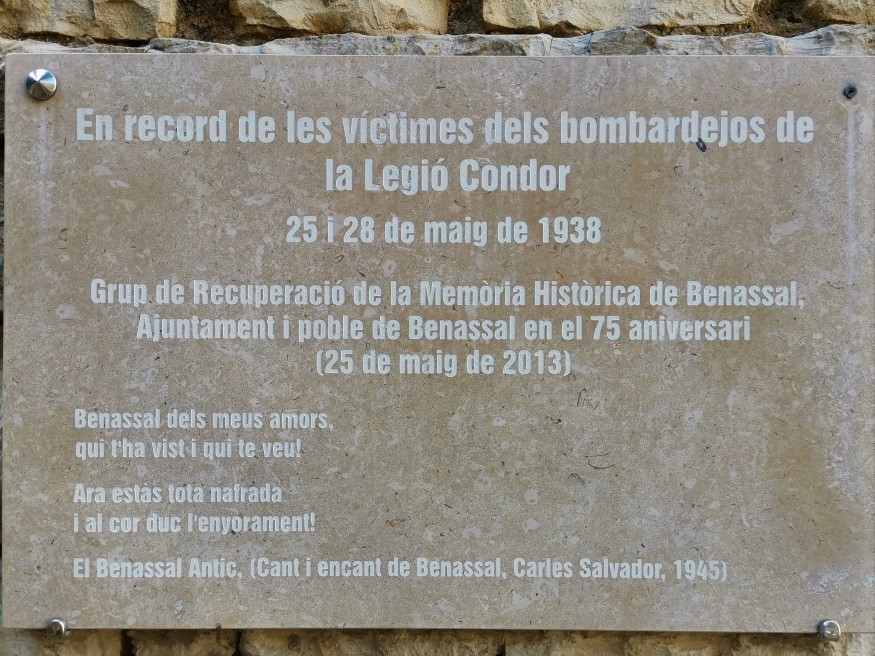 En record de les víctimes dels bombardejos de
la Legió Condor
25 i 28 de maig de 1938
Grup de Recuperació de la Memòria Històrica de Benassal,
Ajuntament i poble de Benassal en el 75 aniversari
(25 de maig de 2013)
Benassal dels meus amors,
qui t'ha vist i qui te veu!
Ara estàs tota nafrada
i al cor duc l'enyorament!
El Benassal Antic, (Cant i encant de Benassal, Carles Salvador, 1945)